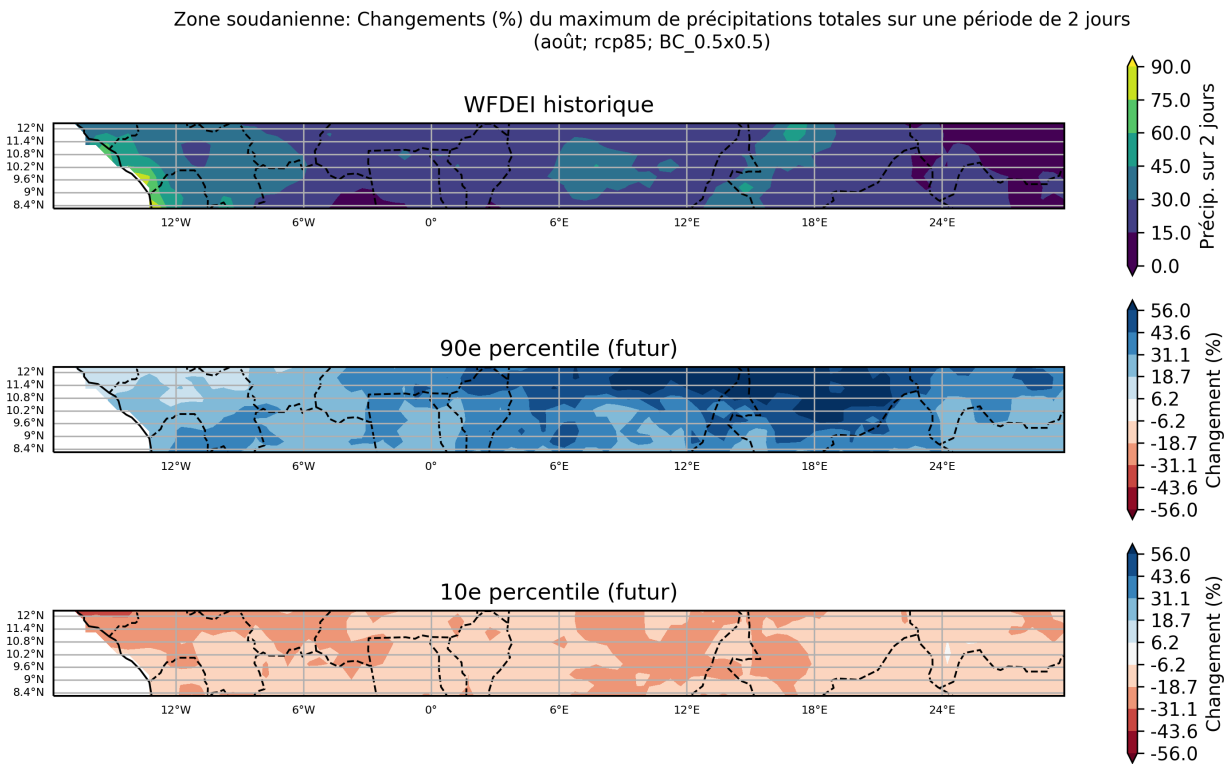 Zone soudanienne: Changements (%) du maximum de précipitations totales sur une période de 2 jours
(août; rcp85; BC_0.5x0.5)
WFDEI historique
12°N
11.4°N
10.8°N
10.2°N
9.6°N
9°N
8.4°N
12°W 6°W 0° 6°E 12°E 18°E 24°E
90.0
75.0
60.0
45.0
30.0
15.0
0.0
Précip. sur 2 jours
90e percentile (futur)
12°N
11.4°N
10.8°N
10.2°N
9.6°N
9°N
8.4°N
12°W 6°W 0° 6°E 12°E 18°E 24°E
56.0
43.6
31.1
18.7
6.2
-6.2
-18.7
-31.1
-43.6
-56.0
Changement (%)
10e percentile (futur)
12°N
11.4°N
10.8°N
10.2°N
9.6°N
9°N
8.4°N
12°W 6°W 0° 6°E 12°E 18°E 24°E
56.0
43.6
31.1
18.7
6.2
-6.2
-18.7
-31.1
-43.6
-56.0
Changement (%)